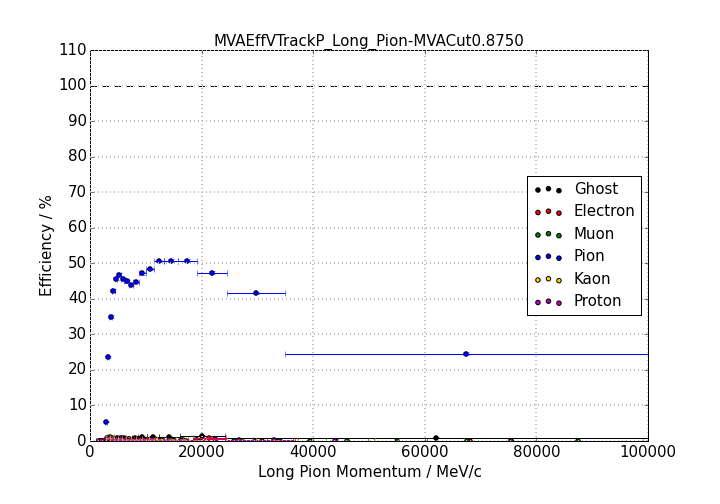 MVAEffVTrackP_Long_Pion-MVACut0.8750
110
100
90
80
70
60
50
40
30
20
10
0
Efficiency / %
Ghost
Electron
Muon
Pion
Kaon
Proton
0 20000 40000 60000 80000 100000
Long Pion Momentum / MeV/c